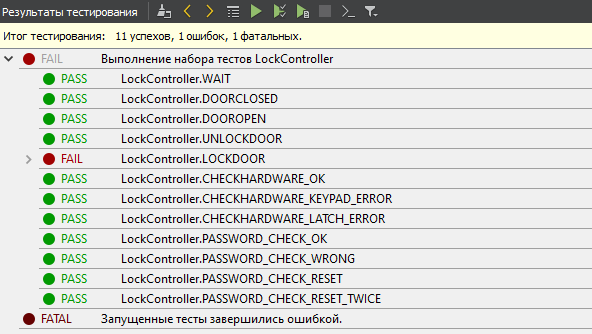 Результаты тестирования
Итог тестирования: 11 успехов, 1 ошибок, 1 фатальных.
FAIL Выполнение набора тестов LockController
PASS LockController.WAIT
PASS LockController.DOORCLOSED
PASS LockController.DOOROPEN
PASS LockController.UNLOCKDOOR
FAIL LockController.LOCKDOOR
PASS LockController.CHECKHARDWARE_OK
PASS LockController.CHECKHARDWARE_KEYPAD_ERROR
PASS LockController.CHECKHARDWARE_LATCH_ERROR
PASS LockController.PASSWORD_CHECK_OK
PASS LockController.PASSWORD_CHECK_WRONG
PASS LockController.PASSWORD_CHECK_RESET
PASS LockController.PASSWORD_CHECK_RESET_TWICE
FATAL Запущенные тесты завершились ошибкой.